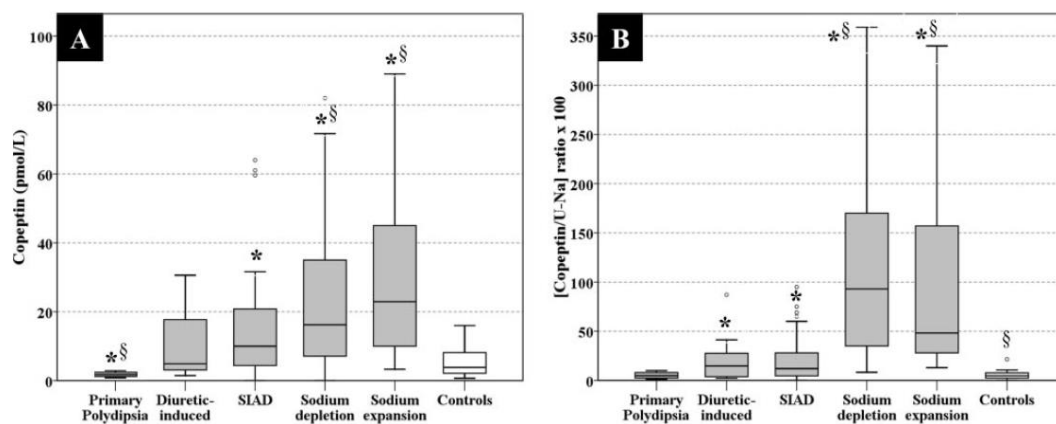 A
Copeptin (pmol/L)
100
80
60
40
20
0
*§
*
*§
*§
Primary Polydipsia
Diuretic-induced
SIAD
Sodium depletion
Sodium expansion
Controls
B
[Copeptin/U-Na] ratio x 100
350
300
250
200
150
100
50
0
*
*
*§
*§
§
Primary Polydipsia
Diuretic-induced
SIAD
Sodium depletion
Sodium expansion
Controls